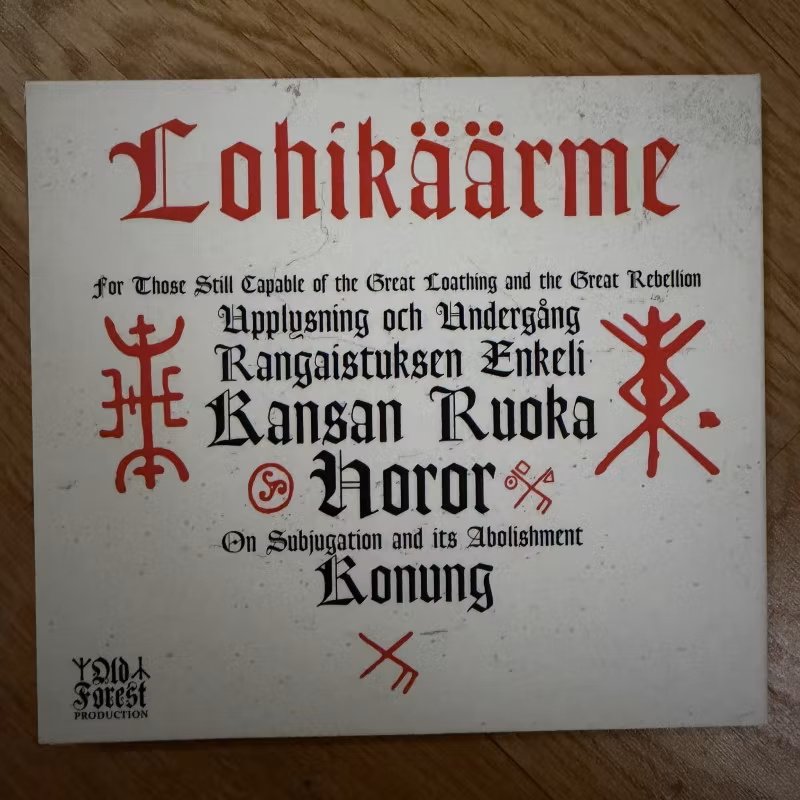 Lohikäärme
For Those Still Capable of the Great Loathing and the Great Rebellion
Upplysning och Undergång
Rangaistuksen Enkeli
Kansan Ruoka
Horor
On Subjugation and its Abolishment
Konung
Old
Forest
PRODUCTION